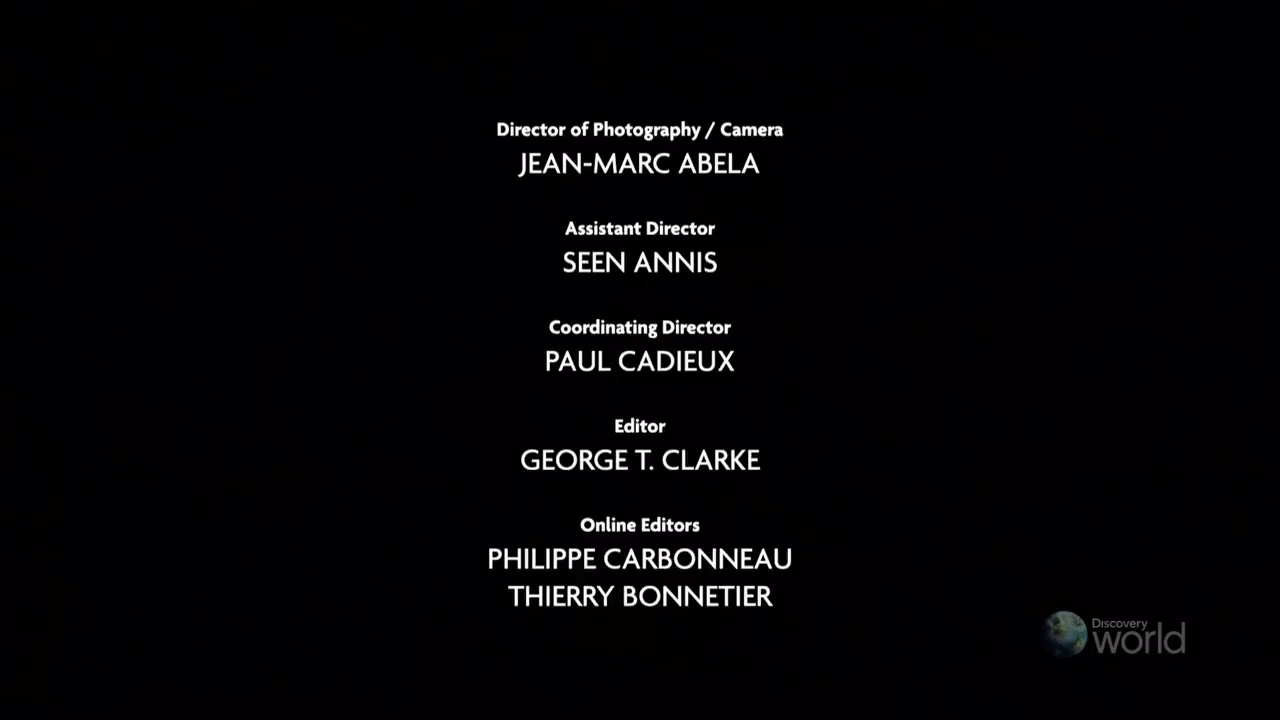 Director of Photography / Camera
JEAN-MARC ABELA
Assistant Director
SEEN ANNIS
Coordinating Director
PAUL CADIEUX
Editor
GEORGE T. CLARKE
Online Editors
PHILIPPE CARBONNEAU
THIERRY BONNETIER
Discovery
world